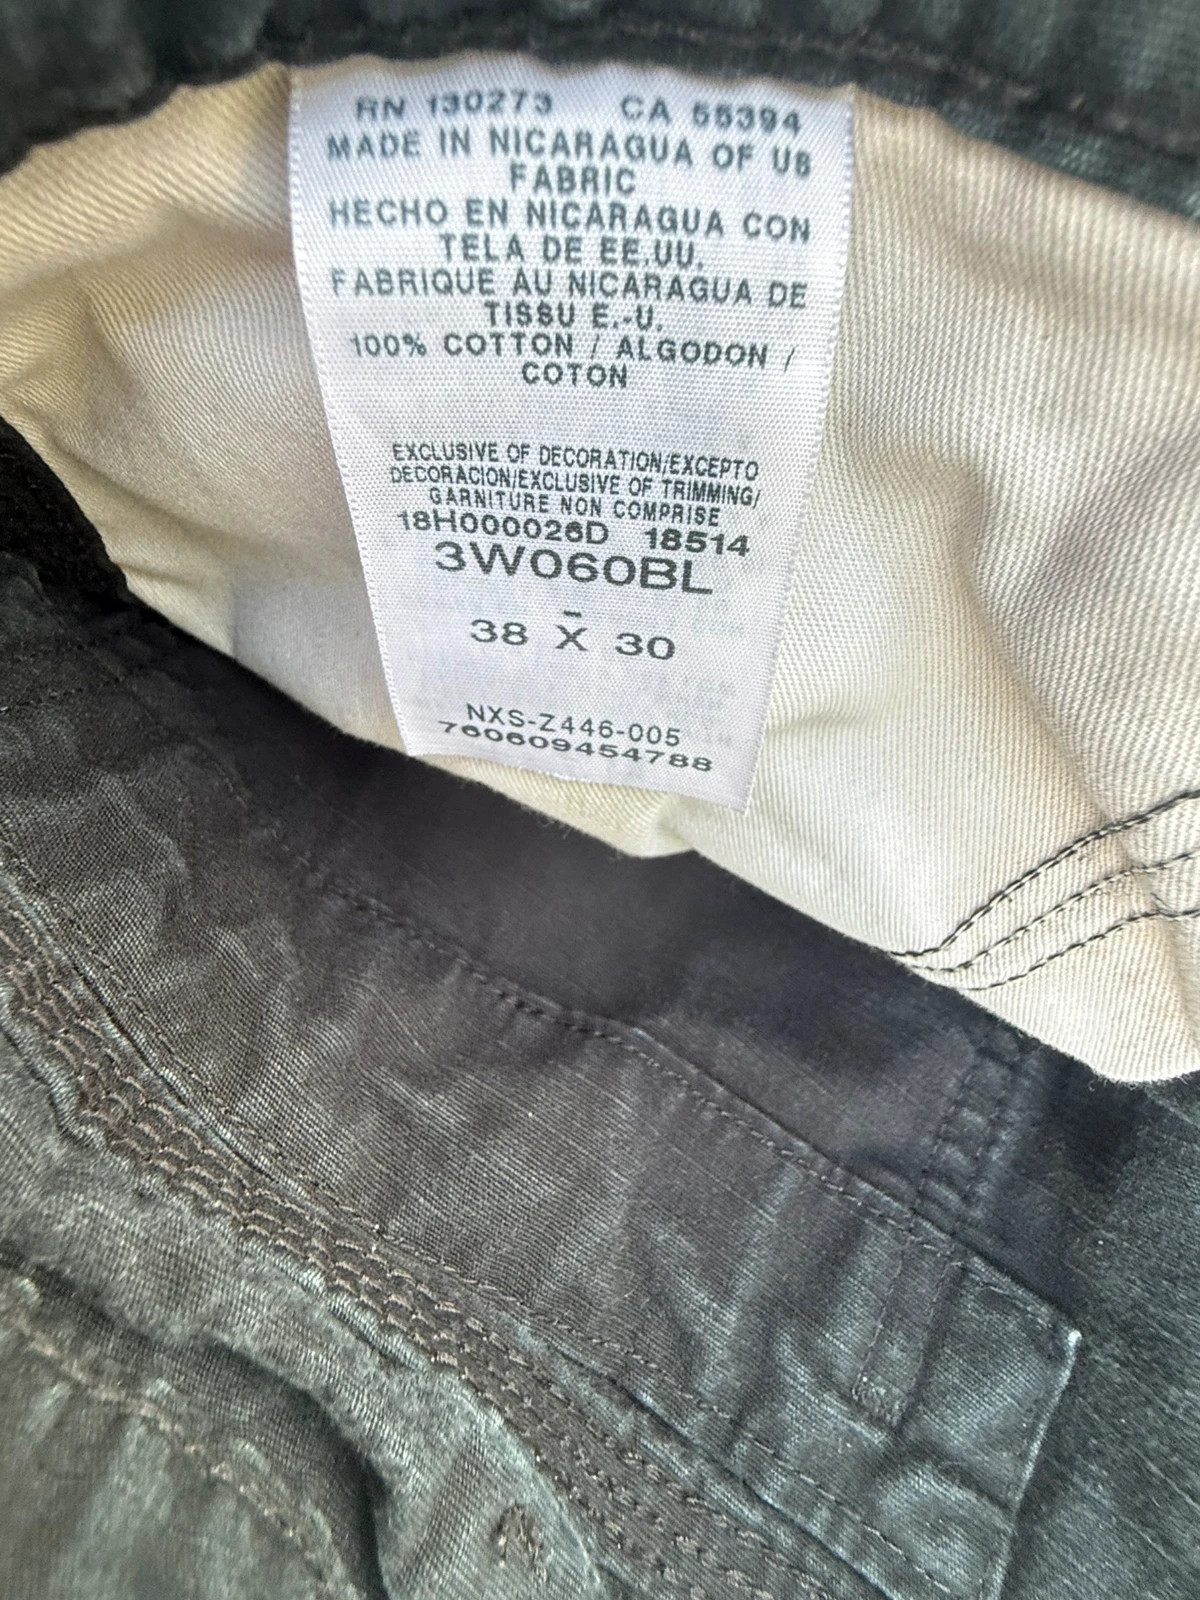 RN 130273 CA 55394
MADE IN NICARAGUA OF US
FABRIC
HECHO EN NICARAGUA CON
TELA DE EE.UU.
FABRIQUE AU NICARAGUA DE
TISSU E.-U.
100% COTTON / ALGODON /
COTON
EXCLUSIVE OF DECORATION/EXCEPTO
DECORACION/EXCLUSIVE OF TRIMMING/
GARNITURE NON COMPRISE
18H000026D 18514
3W060BL
-
38 X 30
NXS-Z446-005
760609454788